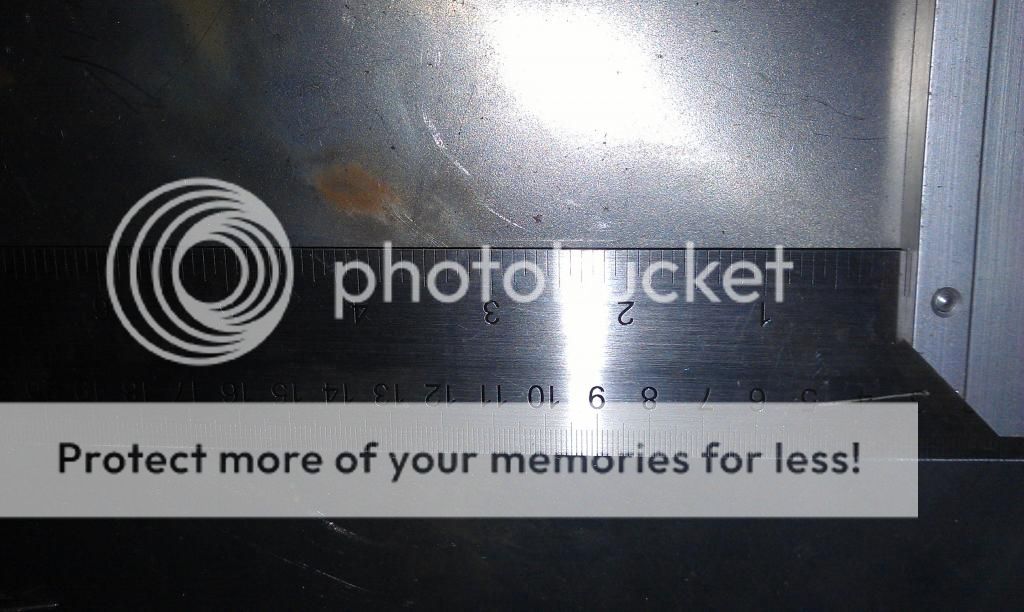 photobucket
4 3 2 1
18 17 16 15 14 13 12 11 10 9 8 7 6 5
Protect more of your memories for less!